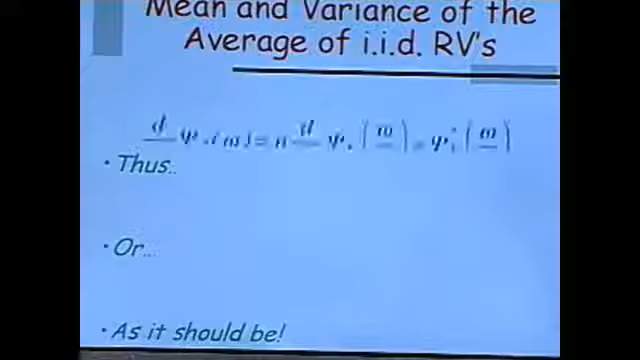 Mean and Variance of the
Average of i.i.d. RV's
• Thus..
• Or...
• As it should be!